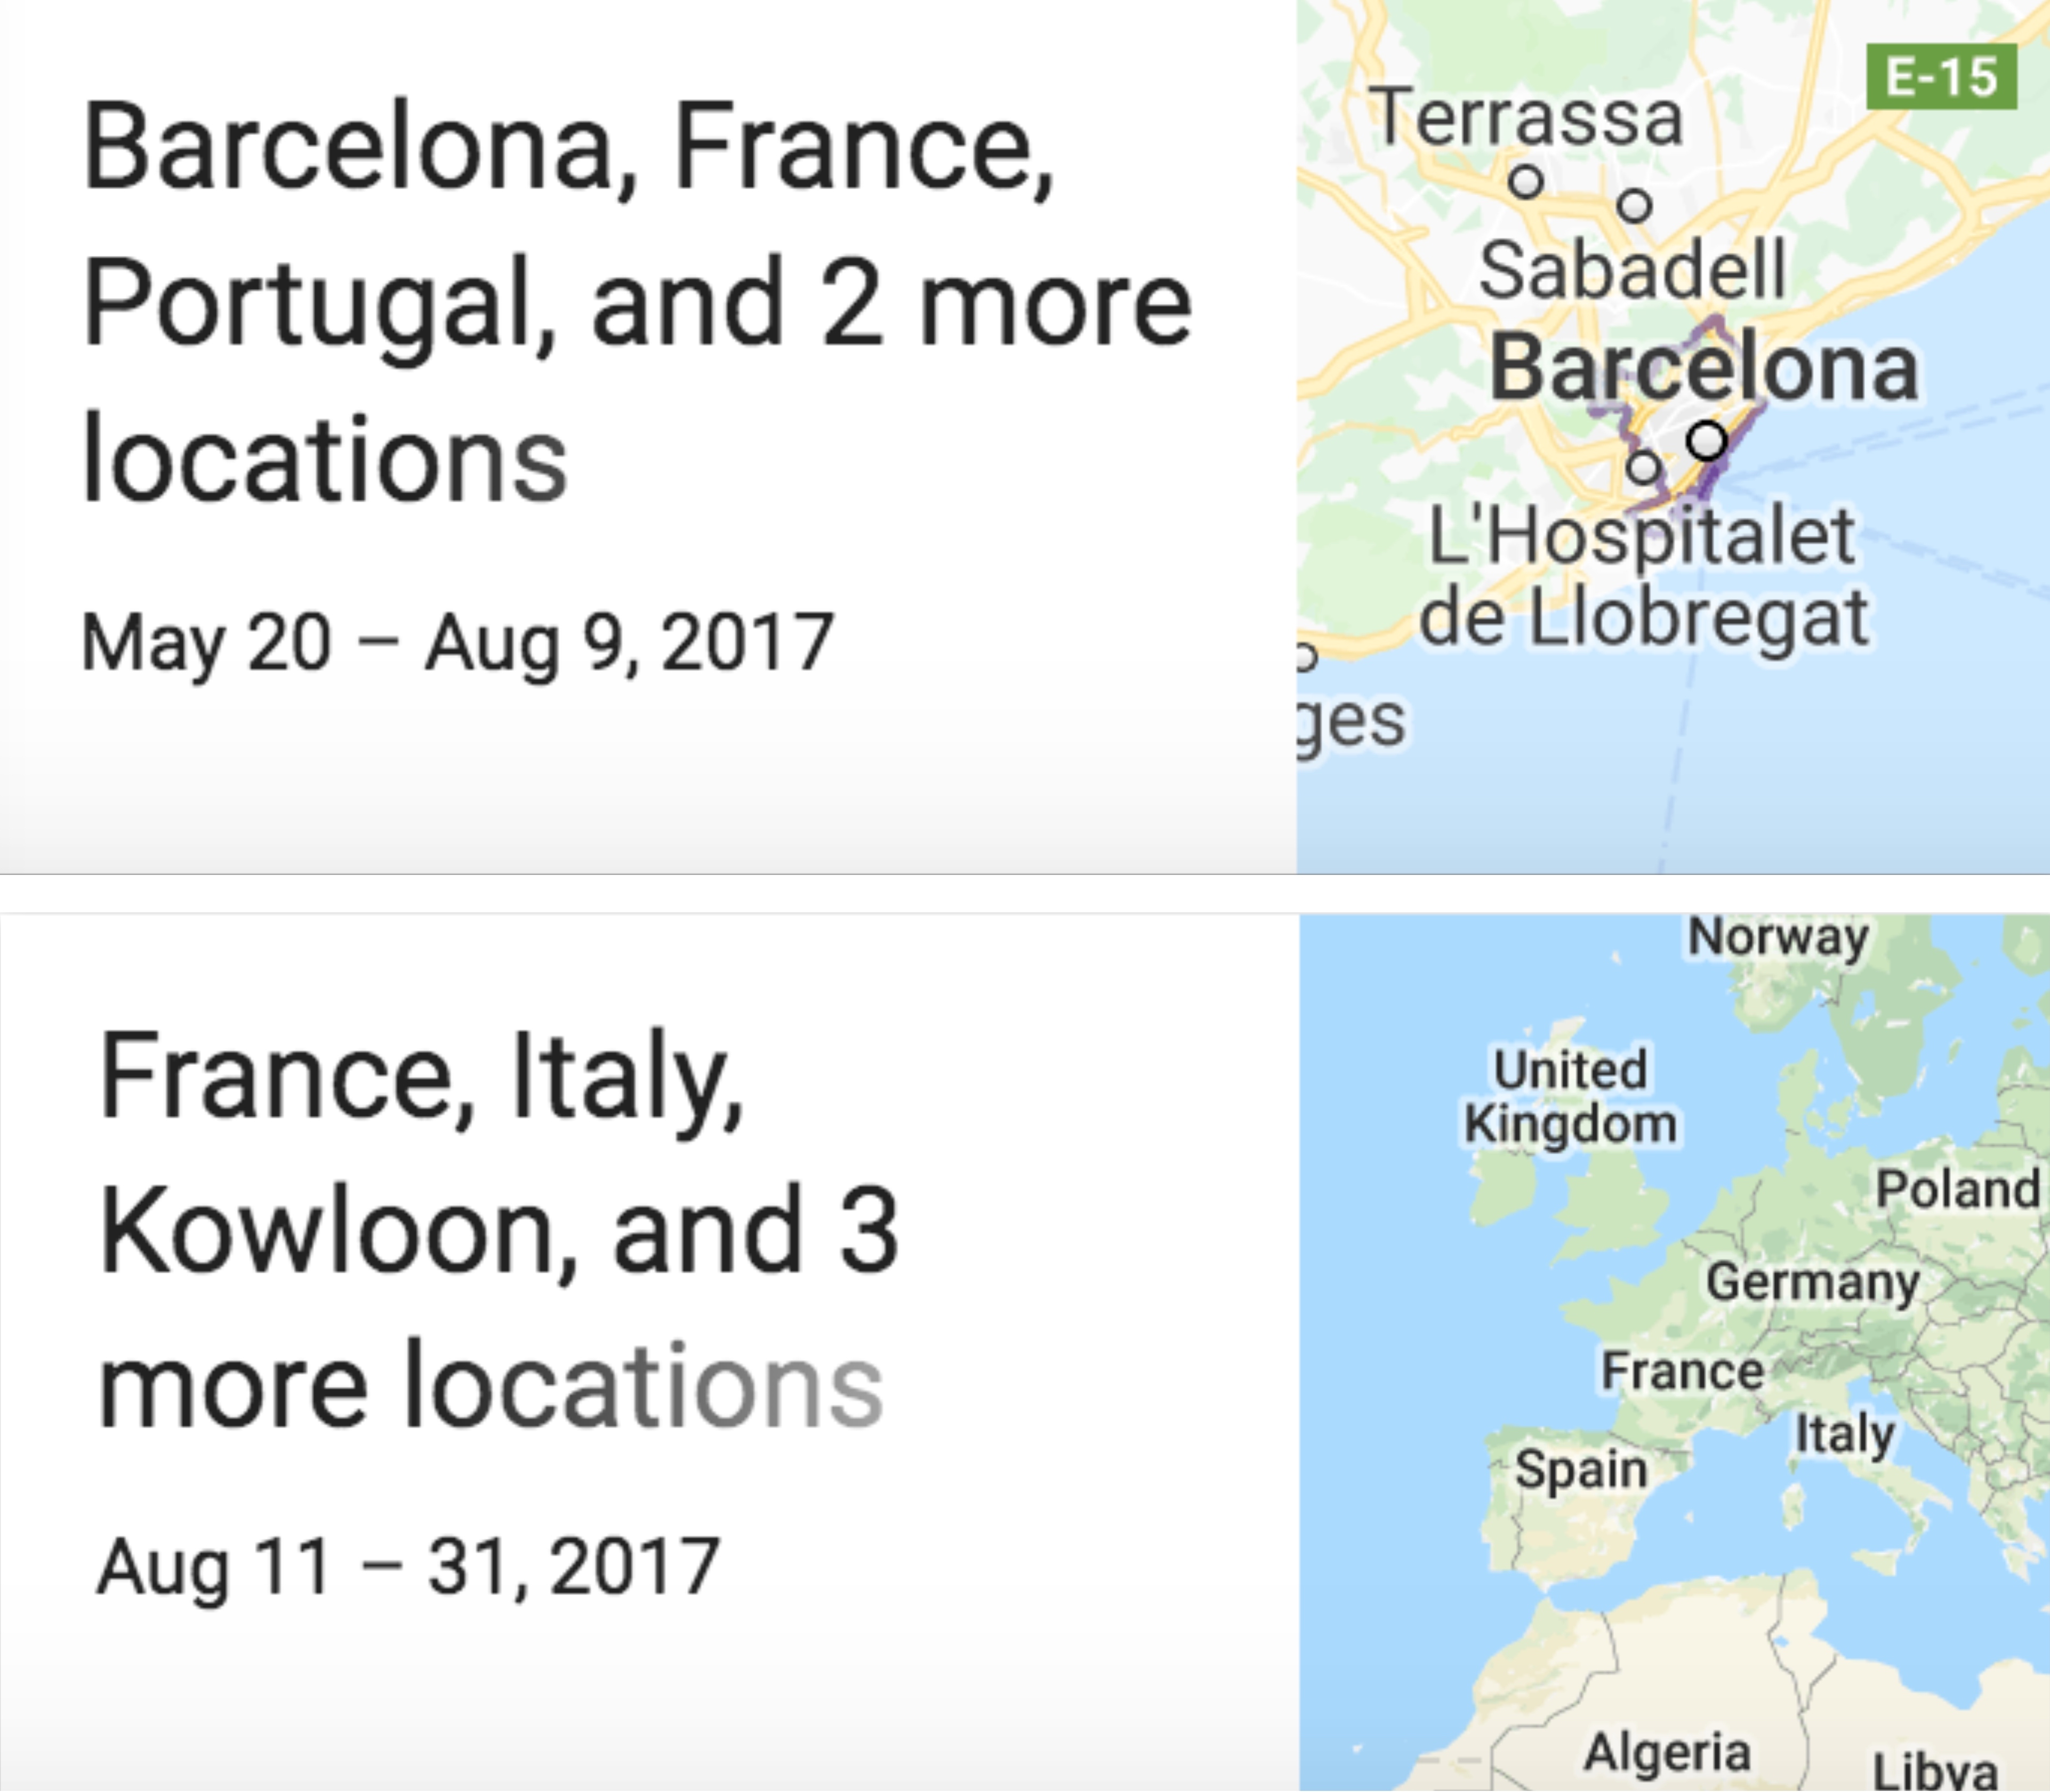 Barcelona, France,
Portugal, and 2 more
locations
May 20 – Aug 9, 2017
E-15
Terrassa
Sabadell
Barcelona
L'Hospitalet
de Llobregat
ges
France, Italy,
Kowloon, and 3
more locations
Aug 11 – 31, 2017
Norway
United
Kingdom
Poland
Germany
France
Italy
Spain
Algeria
Libya